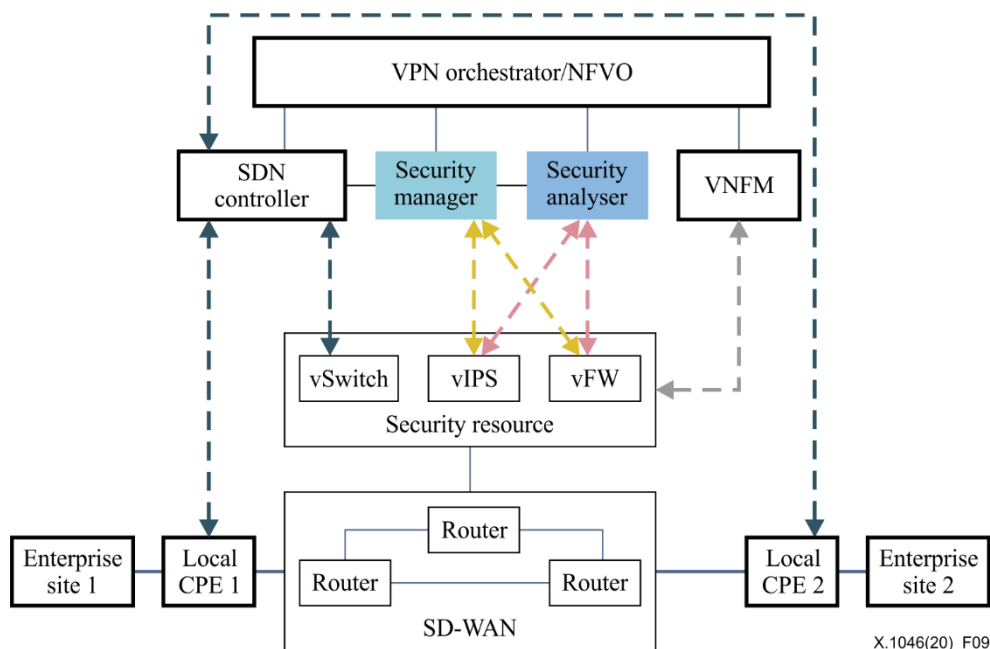 VPN orchestrator/NFVO
SDN
controller
Security
manager
Security
analyser
VNFM
vSwitch
vIPS
vFW
Security resource
Router
Router
Router
SD-WAN
Enterprise
site 1
Local
CPE 1
Local
CPE 2
Enterprise
site 2
X.1046(20)_F09